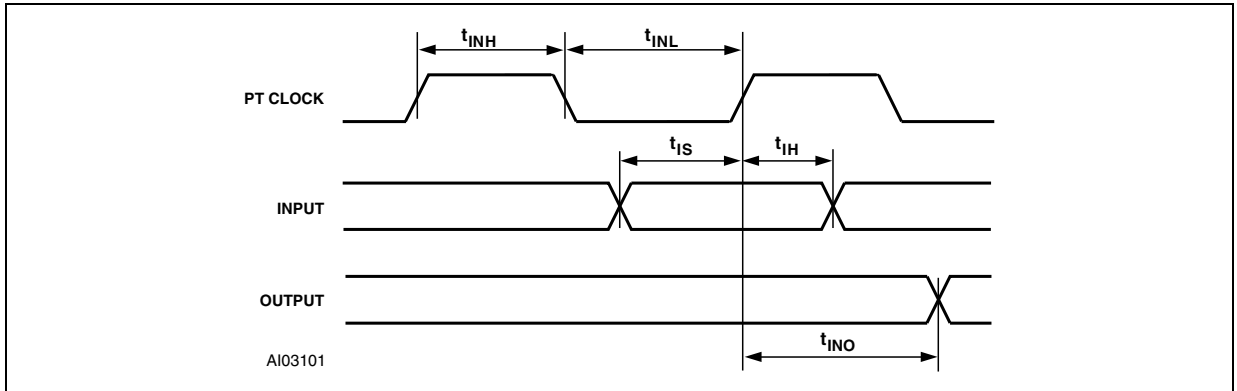 tINH
tINL
PT CLOCK
tIS
tIH
INPUT
OUTPUT
tINO
AI03101